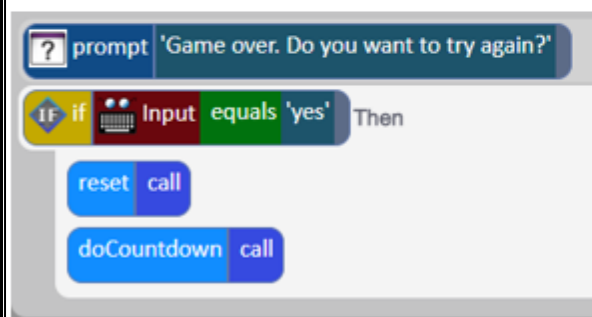 ? prompt 'Game over. Do you want to try again?'
IF if Input equals 'yes' Then
reset call
doCountdown call